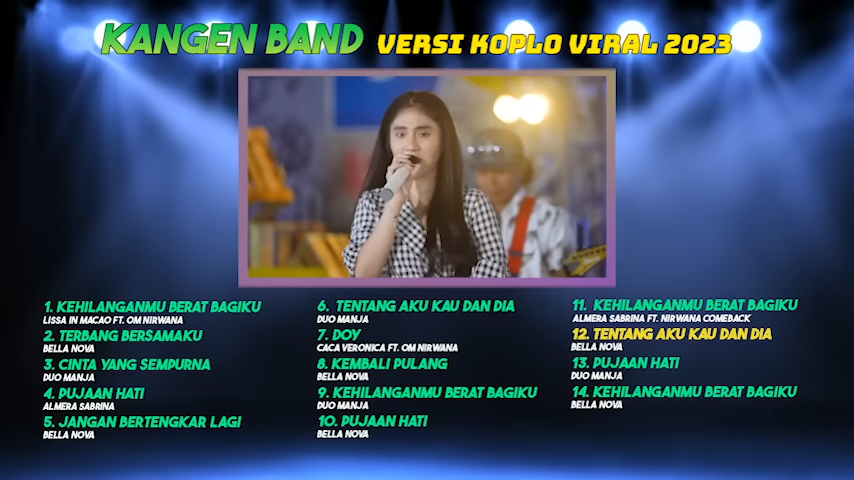 KANGEN BAND VERSI KOPLO VIRAL 2023
1. KEHILANGANMU BERAT BAGIKU
LISSA IN MACAO FT. OM NIRWANA
2. TERBANG BERSAMAKU
BELLA NOVA
3. CINTA YANG SEMPURNA
DUO MANJA
4. PUJAAN HATI
ALMERA SABRINA
5. JANGAN BERTENGKAR LAGI
BELLA NOVA
6. TENTANG AKU KAU DAN DIA
DUO MANJA
7. DOY
CACA VERONICA FT. OM NIRWANA
8. KEMBALI PULANG
BELLA NOVA
9. KEHILANGANMU BERAT BAGIKU
DUO MANJA
10. PUJAAN HATI
BELLA NOVA
11. KEHILANGANMU BERAT BAGIKU
ALMERA SABRINA FT. NIRWANA COMEBACK
12. TENTANG AKU KAU DAN DIA
BELLA NOVA
13. PUJAAN HATI
DUO MANJA
14. KEHILANGANMU BERAT BAGIKU
BELLA NOVA